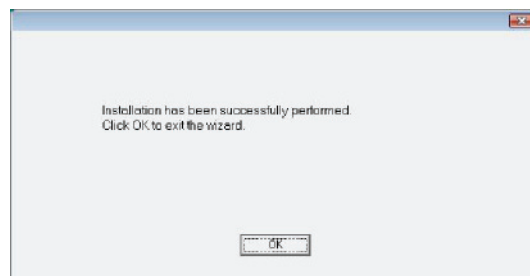 Installation has been successfully performed.
Click OK to exit the wizard.
OK